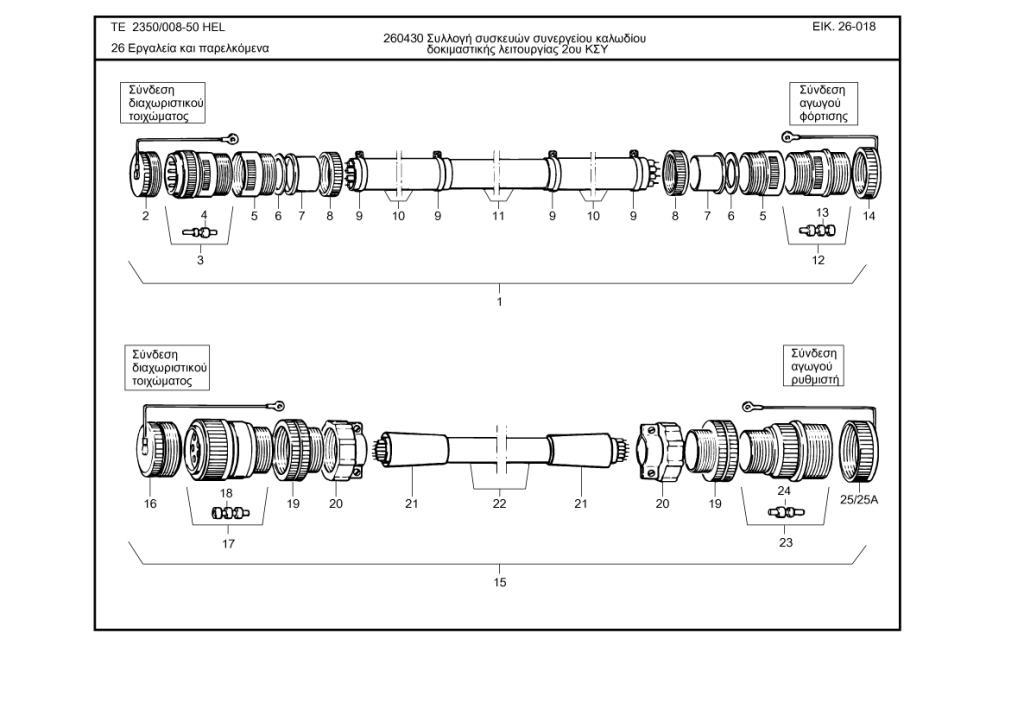 TE 2350/008-50 HEL
26 Εργαλεία και παρελκόμενα
260430 Συλλογή συσκευών συνεργείου καλωδίου
δοκιμαστικής λειτουργίας 2ου ΚΣΥ
ΕΙΚ. 26-018
Σύνδεση
διαχωριστικού
τοιχώματος
Σύνδεση
αγωγού
φόρτισης
2 4 5 6 7 8 9 10 9 11 9 10 9 8 7 6 5 13 14
3 12
1
Σύνδεση
διαχωριστικού
τοιχώματος
Σύνδεση
αγωγού
ρυθμιστή
16 18 19 20 21 22 21 20 19 24 25/25A
17 23
15